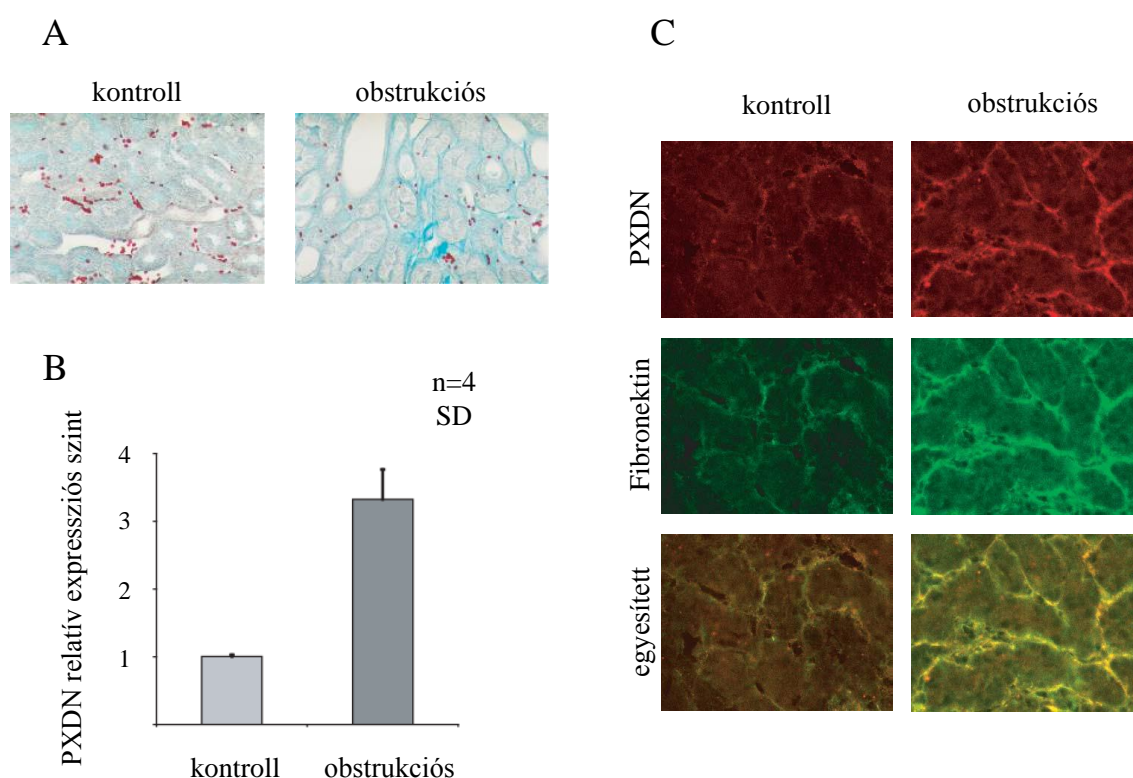 A
kontroll obstrukciós
B
n=4
SD
PXDN relatív expressziós szint
4
3
2
1
kontroll obstrukciós
C
kontroll obstrukciós
PXDN
Fibronektin
egyesített